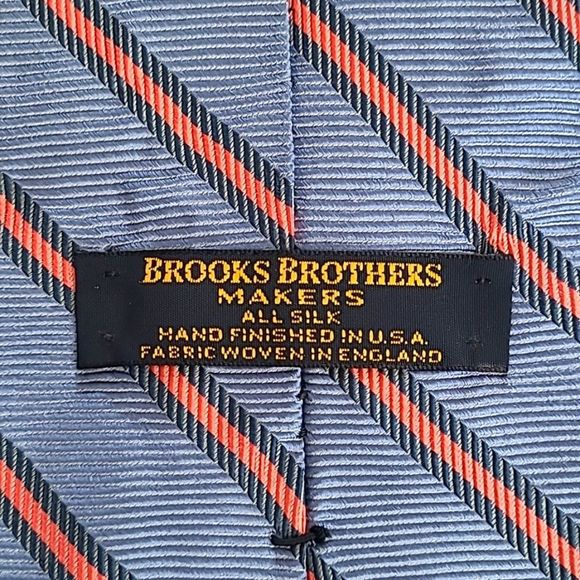 BROOKS BROTHERS
MAKERS
ALL SILK
HAND FINISHED IN U.S.A.
FABRIC WOVEN IN ENGLAND